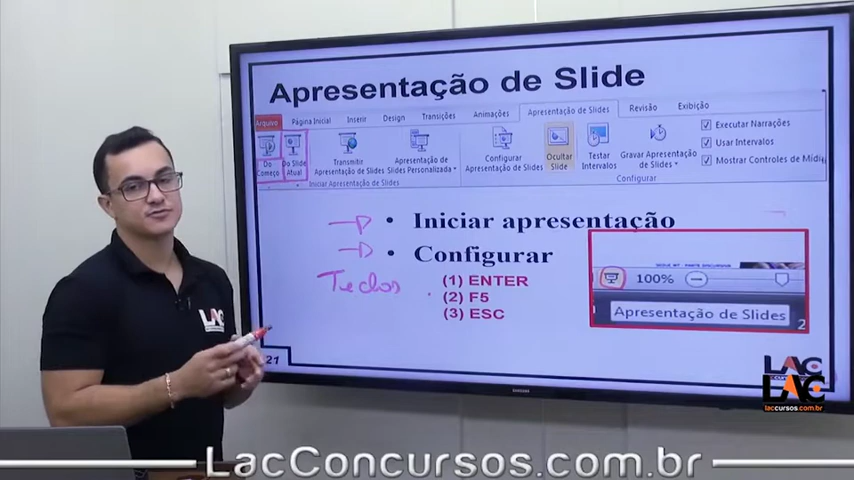 Apresentação de Slide
Arquivo Página Inicial Inserir Design Transições Animações Apresentação de Slides Revisão Exibição
Do Começo
Do Slide Atual
Transmitir Apresentação de Slides
Apresentação de Slides Personalizada
Configurar Apresentação de Slides
Ocultar Slide
Testar Intervalos
Gravar Apresentação de Slides
Executar Narrações
Usar Intervalos
Mostrar Controles de Mídia
Iniciar Apresentação de Slides
Configurar
• Iniciar apresentação
• Configurar
Teclas
(1) ENTER
(2) F5
(3) ESC
100%
Apresentação de Slides
2
21
LAC
LAC
LAC
laccursos.com.br
LacConcursos.com.br